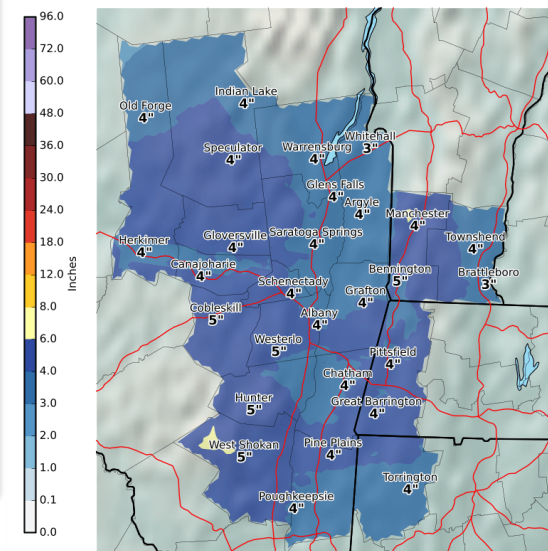 96.0
72.0
60.0
48.0
36.0
30.0
24.0
18.0
12.0
8.0
6.0
4.0
3.0
2.0
1.0
0.1
0.0
Inches
Indian Lake
4"
Old Forge
4"
Whitehall
3"
Speculator
4"
Warrensburg
4"
Glens Falls
4"
Argyle
4"
Manchester
4"
Herkimer
4"
Gloversville
4"
Saratoga Springs
4"
Townshend
4"
Canajoharie
4"
Bennington
5"
Brattleboro
3"
Schenectady
4"
Grafton
4"
Cobleskill
5"
Albany
4"
Westerlo
5"
Pittsfield
4"
Chatham
4"
Hunter
5"
Great Barrington
4"
West Shokan
5"
Pine Plains
4"
Torrington
4"
Poughkeepsie
4"